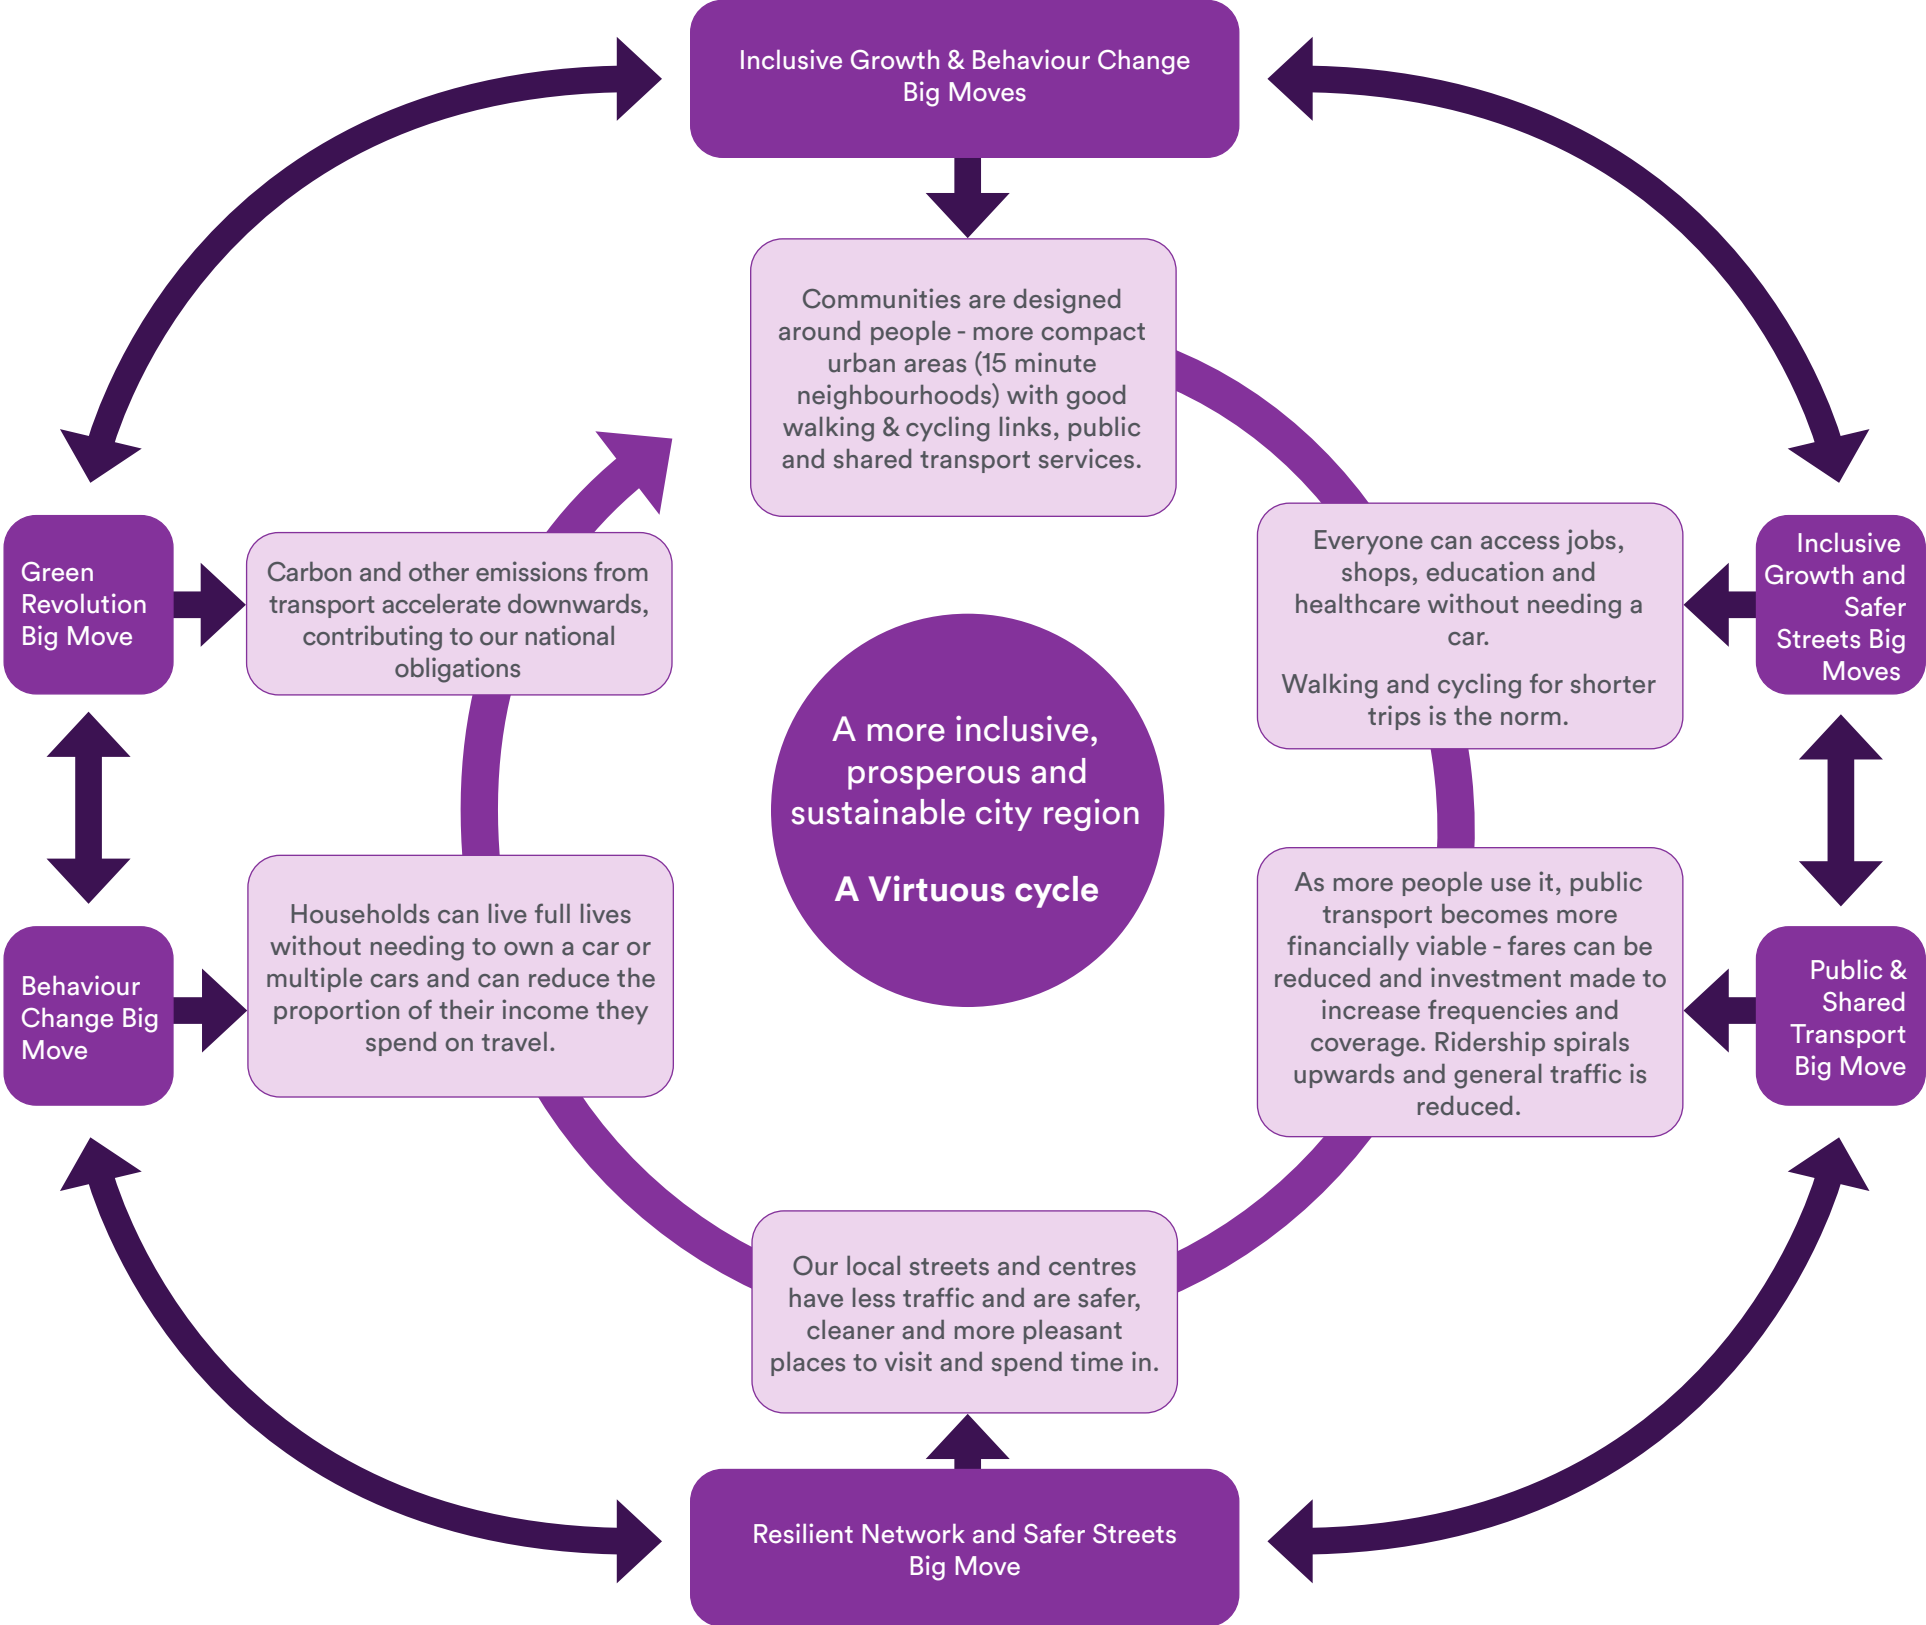 Inclusive Growth & Behaviour Change
Big Moves
Communities are designed
around people - more compact
urban areas (15 minute
neighbourhoods) with good
walking & cycling links, public
and shared transport services.
Everyone can access jobs,
shops, education and
healthcare without needing a
car.
Walking and cycling for shorter
trips is the norm.
Inclusive
Growth and
Safer
Streets Big
Moves
As more people use it, public
transport becomes more
financially viable - fares can be
reduced and investment made to
increase frequencies and
coverage. Ridership spirals
upwards and general traffic is
reduced.
Public &
Shared
Transport
Big Move
Our local streets and centres
have less traffic and are safer,
cleaner and more pleasant
places to visit and spend time in.
Resilient Network and Safer Streets
Big Move
Households can live full lives
without needing to own a car or
multiple cars and can reduce the
proportion of their income they
spend on travel.
Behaviour
Change Big
Move
Carbon and other emissions from
transport accelerate downwards,
contributing to our national
obligations
Green
Revolution
Big Move
A more inclusive,
prosperous and
sustainable city region
A Virtuous cycle